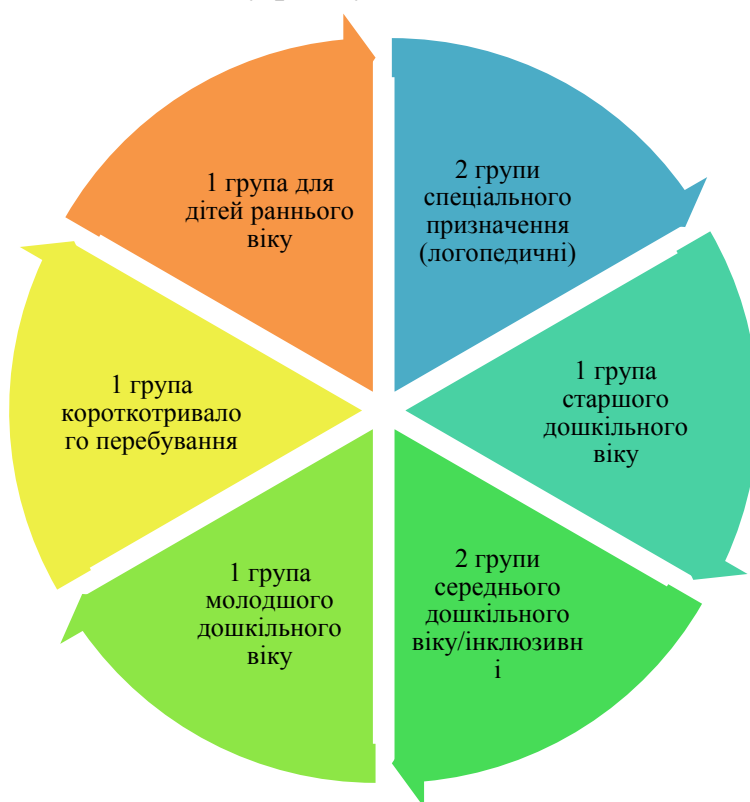 2 групи
спеціального
призначення
(логопедичні)
1 група
старшого
дошкільного
віку
2 групи
середнього
дошкільного
віку/інклюзивн
і
1 група
молодшого
дошкільного
віку
1 група
короткотривало
го перебування
1 група для
дітей раннього
віку